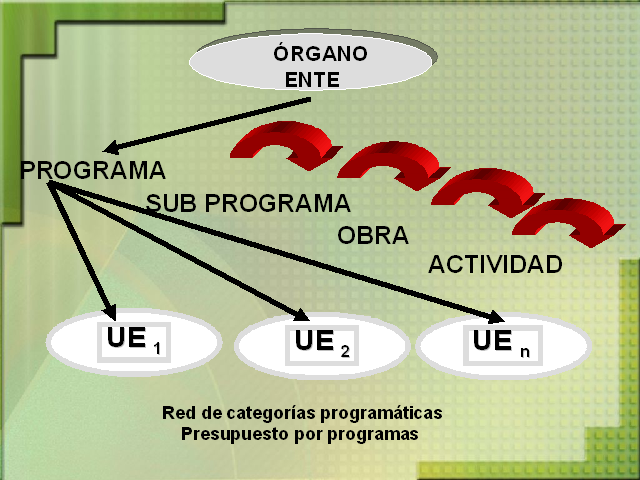 ÓRGANO
ENTE
PROGRAMA
SUB PROGRAMA
OBRA
ACTIVIDAD
UE 1
UE 2
UE n
Red de categorías programáticas
Presupuesto por programas